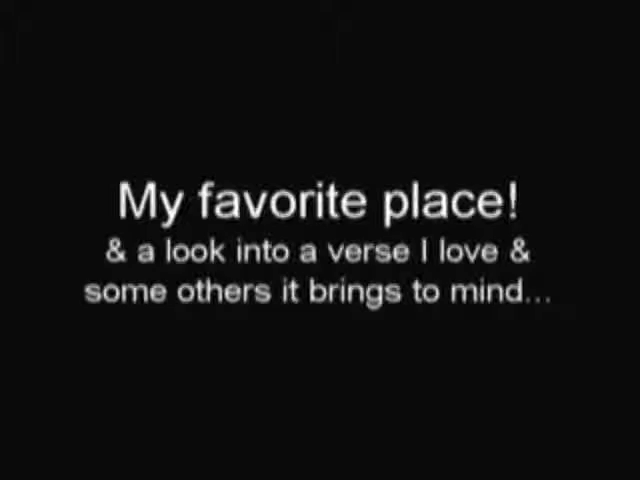 My favorite place!
& a look into a verse I love &
some others it brings to mind...